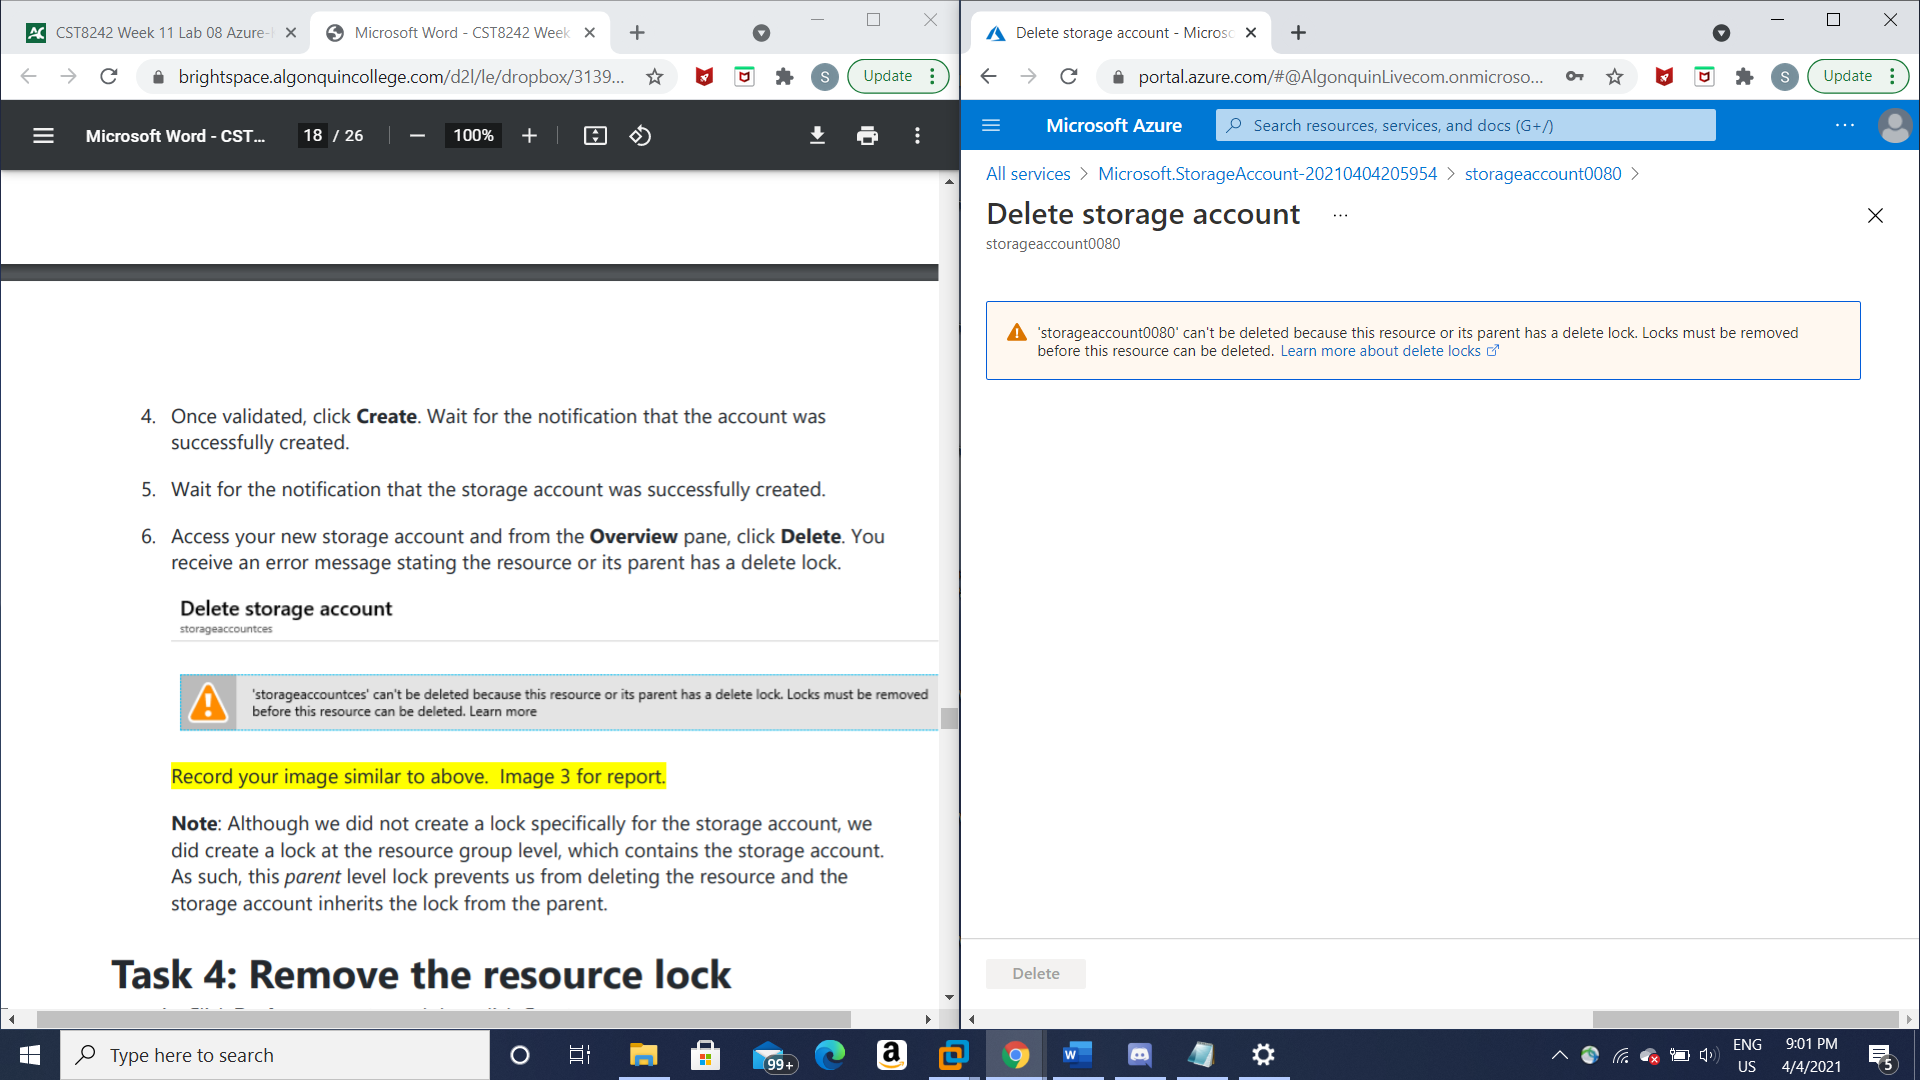 CST8242 Week 11 Lab 08 Azure-
Microsoft Word - CST8242 Week
brightspace.algonquincollege.com/d2l/le/dropbox/3139...
S
Update
Microsoft Word - CST...
18 / 26
100%
4. Once validated, click Create. Wait for the notification that the account was
successfully created.
5. Wait for the notification that the storage account was successfully created.
6. Access your new storage account and from the Overview pane, click Delete. You
receive an error message stating the resource or its parent has a delete lock.
Delete storage account
storageaccountces
'storageaccountces' can't be deleted because this resource or its parent has a delete lock. Locks must be removed
before this resource can be deleted. Learn more
Record your image similar to above. Image 3 for report.
Note: Although we did not create a lock specifically for the storage account, we
did create a lock at the resource group level, which contains the storage account.
As such, this parent level lock prevents us from deleting the resource and the
storage account inherits the lock from the parent.
Task 4: Remove the resource lock
Delete storage account - Micros
portal.azure.com/#@AlgonquinLivecom.onmicroso...
S
Update
Microsoft Azure
Search resources, services, and docs (G+/)
All services > Microsoft.StorageAccount-20210404205954 > storageaccount0080 >
Delete storage account ...
storageaccount0080
'storageaccount0080' can't be deleted because this resource or its parent has a delete lock. Locks must be removed
before this resource can be deleted. Learn more about delete locks
Delete
Type here to search
99+
ENG
US
9:01 PM
4/4/2021
5